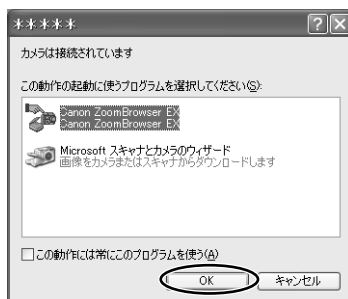 *****
カメラは接続されています
この動作の起動に使うプログラムを選択してください(S):
Canon ZoomBrowser EX
Canon ZoomBrowser EX
Microsoft スキャナとカメラのウィザード
画像をカメラまたはスキャナからダウンロードします
この動作には常にこのプログラムを使う(A)
OK キャンセル